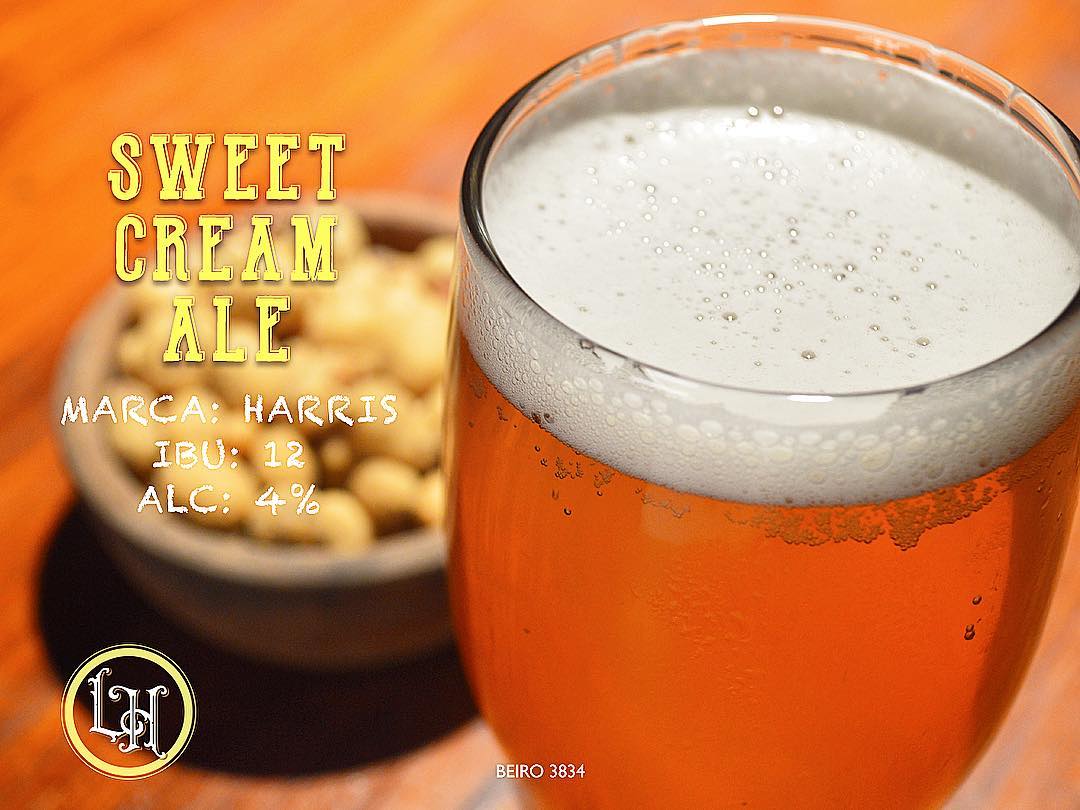 SWEET
CREAM
ALE
MARCA: HARRIS
IBU: 12
ALC: 4%
LH
BEIRO 3834